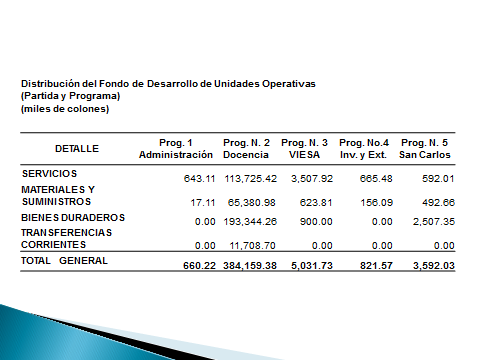 Distribución del Fondo de Desarrollo de Unidades Operativas
(Partida y Programa)
(miles de colones)
DETALLE Prog. 1 Administración Prog. N. 2 Docencia Prog. N. 3 VIESA Prog. No.4 Inv. y Ext. Prog. N. 5 San Carlos
SERVICIOS 643.11 113,725.42 3,507.92 665.48 592.01
MATERIALES Y
SUMINISTROS 17.11 65,380.98 623.81 156.09 492.66
BIENES DURADEROS 0.00 193,344.26 900.00 0.00 2,507.35
TRANSFERENCIAS
CORRIENTES 0.00 11,708.70 0.00 0.00 0.00
TOTAL GENERAL 660.22 384,159.38 5,031.73 821.57 3,592.03